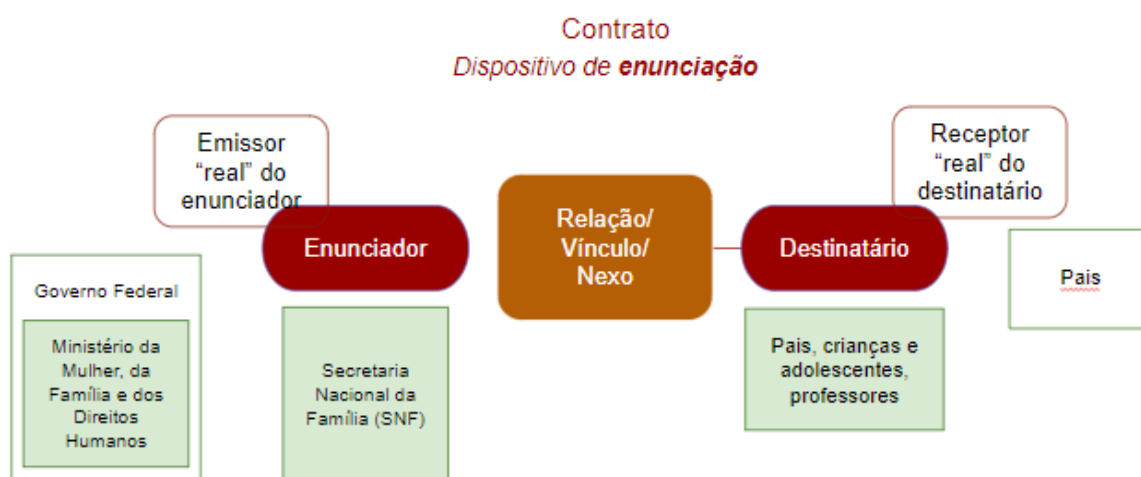 Contrato
Dispositivo de enunciação
Emissor
“real” do
enunciador
Receptor
“real” do
destinatário
Enunciador
Relação/
Vínculo/
Nexo
Destinatário
Governo Federal
Ministério da
Mulher, da
Família e dos
Direitos
Humanos
Secretaria
Nacional da
Família (SNF)
Pais, crianças e
adolescentes,
professores
Pais